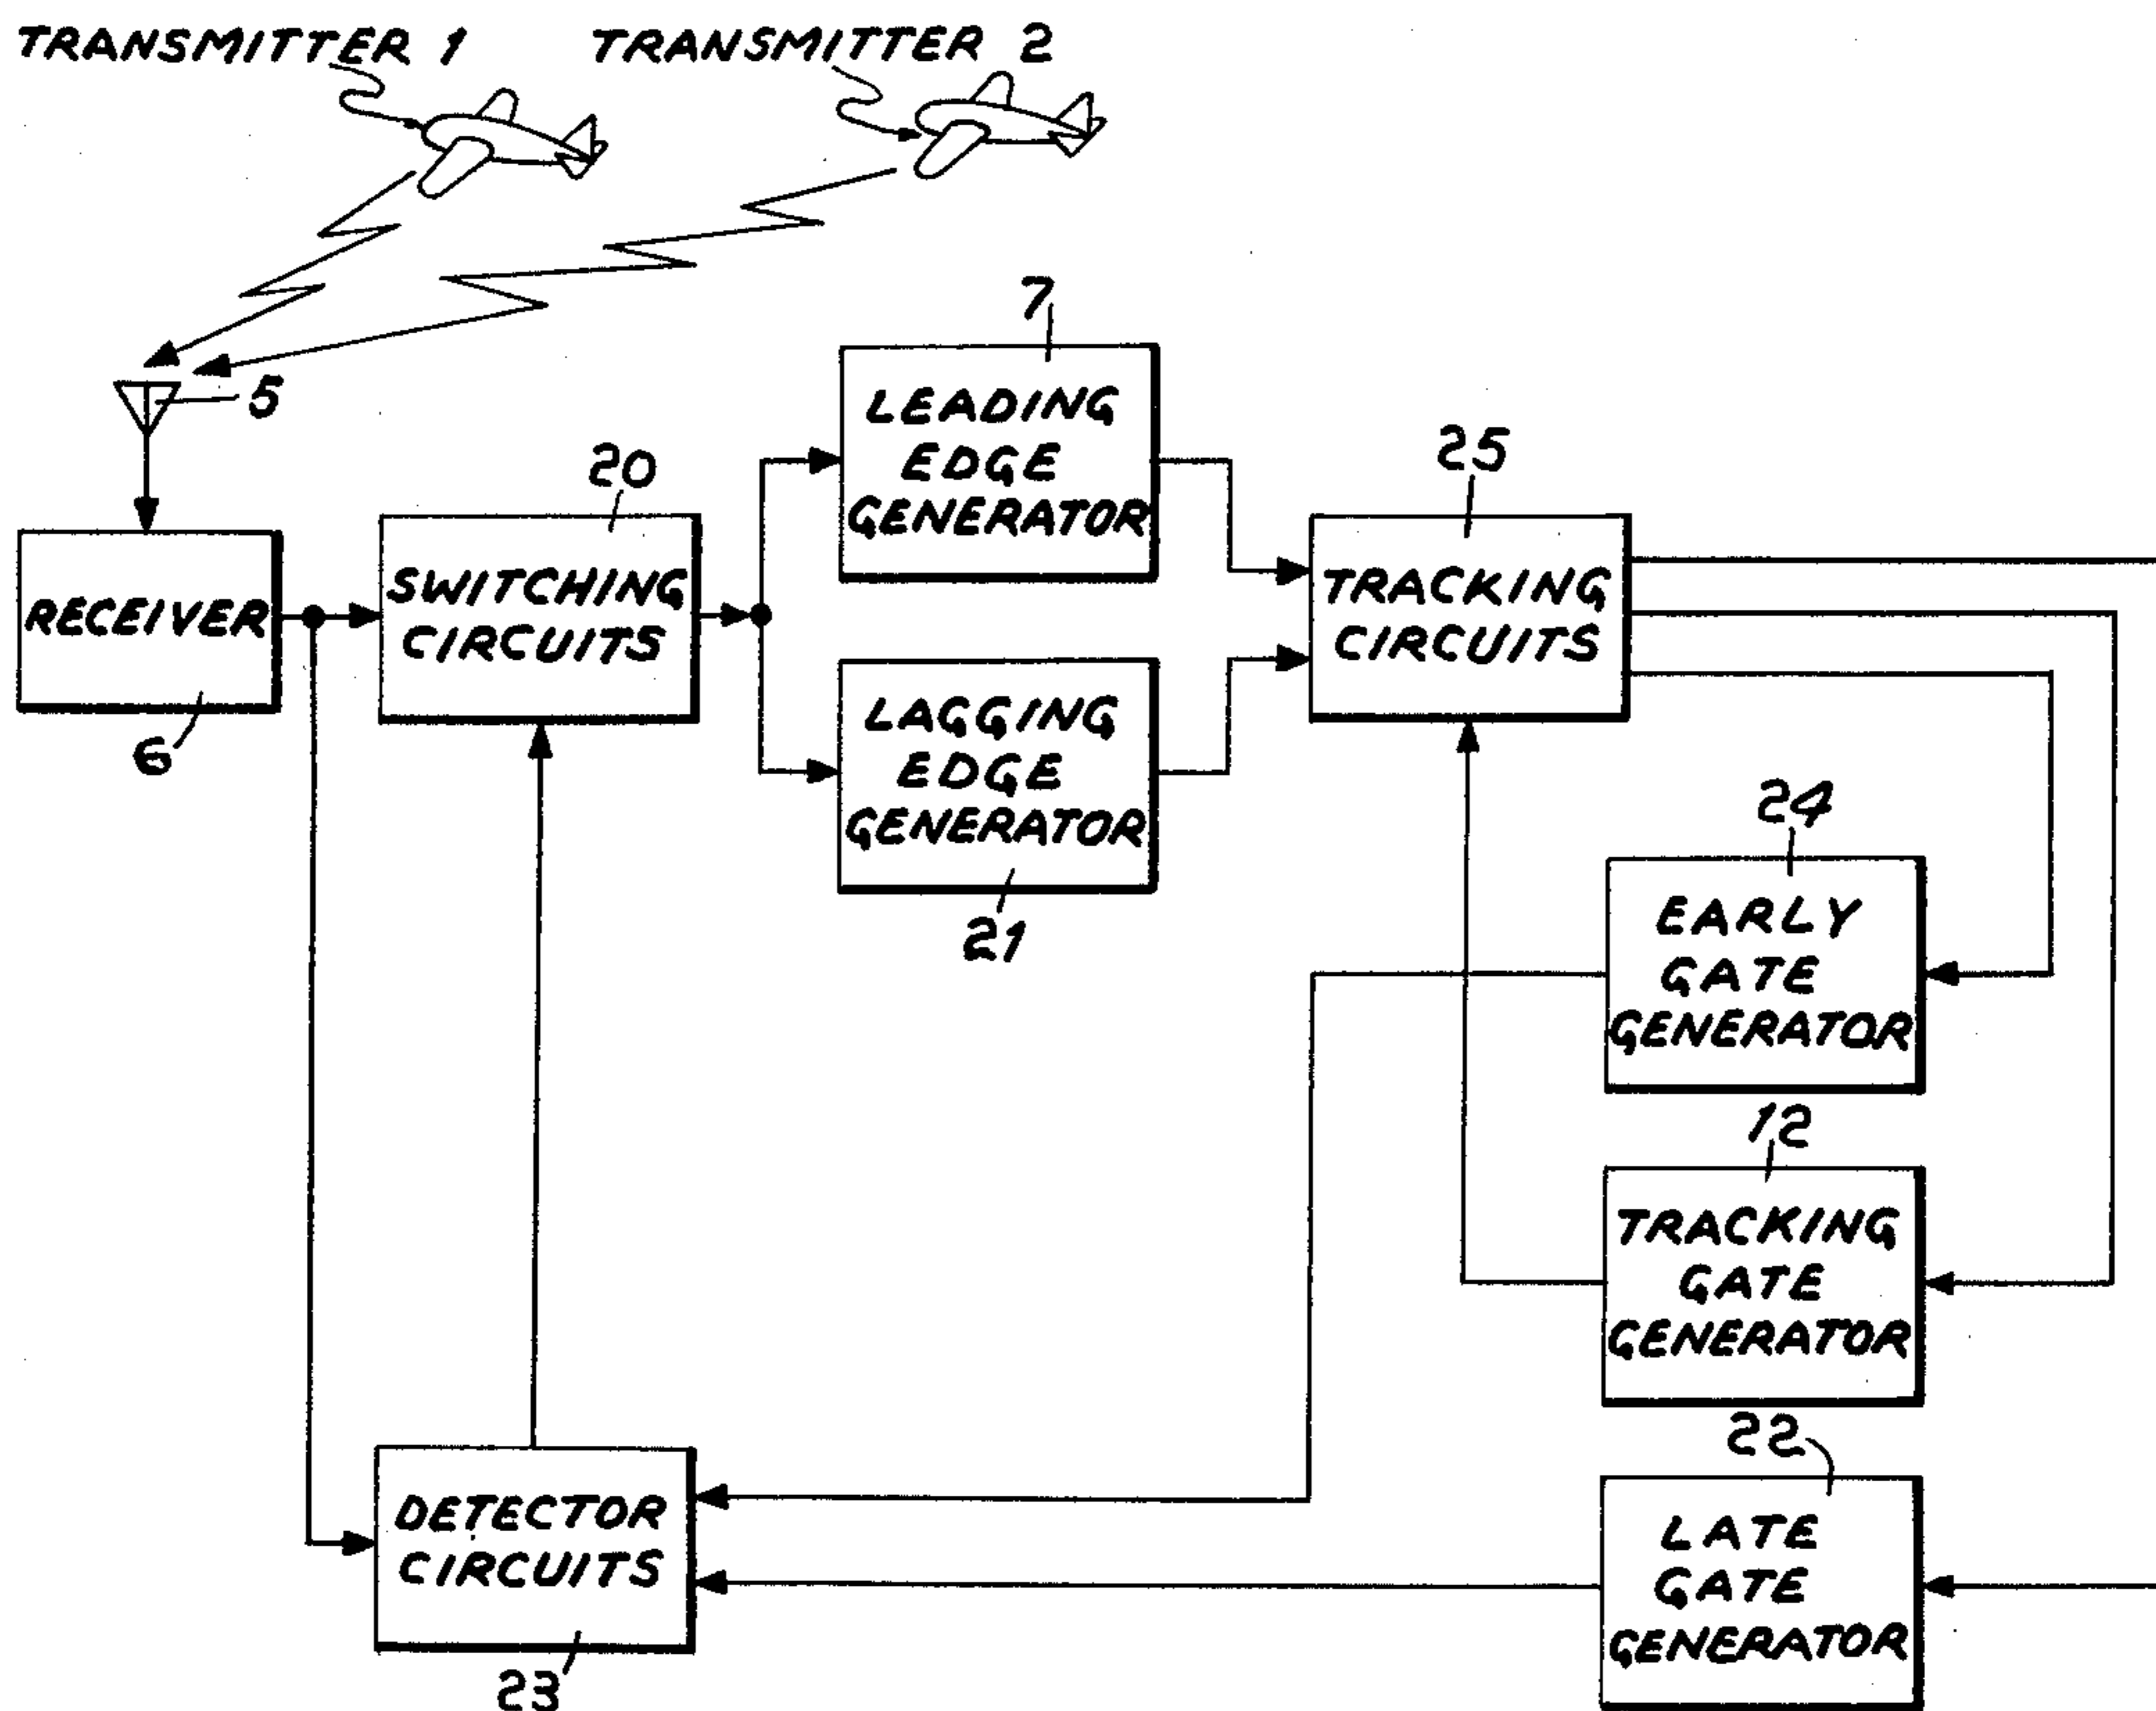 TRANSMITTER 1
TRANSMITTER 2
5
RECEIVER
6
20
SWITCHING
CIRCUITS
7
LEADING
EDGE
GENERATOR
LAGGING
EDGE
GENERATOR
21
25
TRACKING
CIRCUITS
24
EARLY
GATE
GENERATOR
12
TRACKING
GATE
GENERATOR
22
LATE
GATE
GENERATOR
DETECTOR
CIRCUITS
23